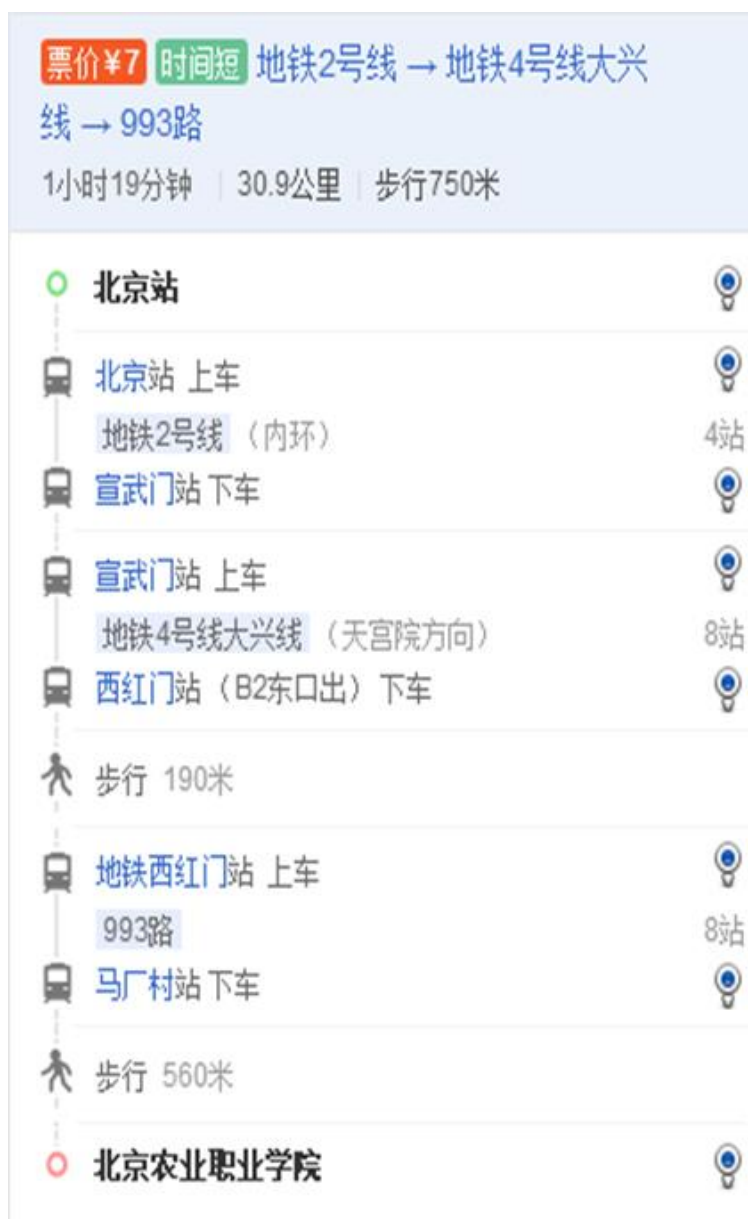 票价¥7 时间短 地铁2号线 → 地铁4号线大兴
线 → 993路
1小时19分钟 | 30.9公里 | 步行750米
北京站
北京站 上车
地铁2号线 （内环） 4站
宣武门站 下车
宣武门站 上车
地铁4号线大兴线 （天宫院方向） 8站
西红门站 （B2东口出） 下车
步行 190米
地铁西红门站 上车
993路 8站
马厂村站 下车
步行 560米
北京农业职业学院